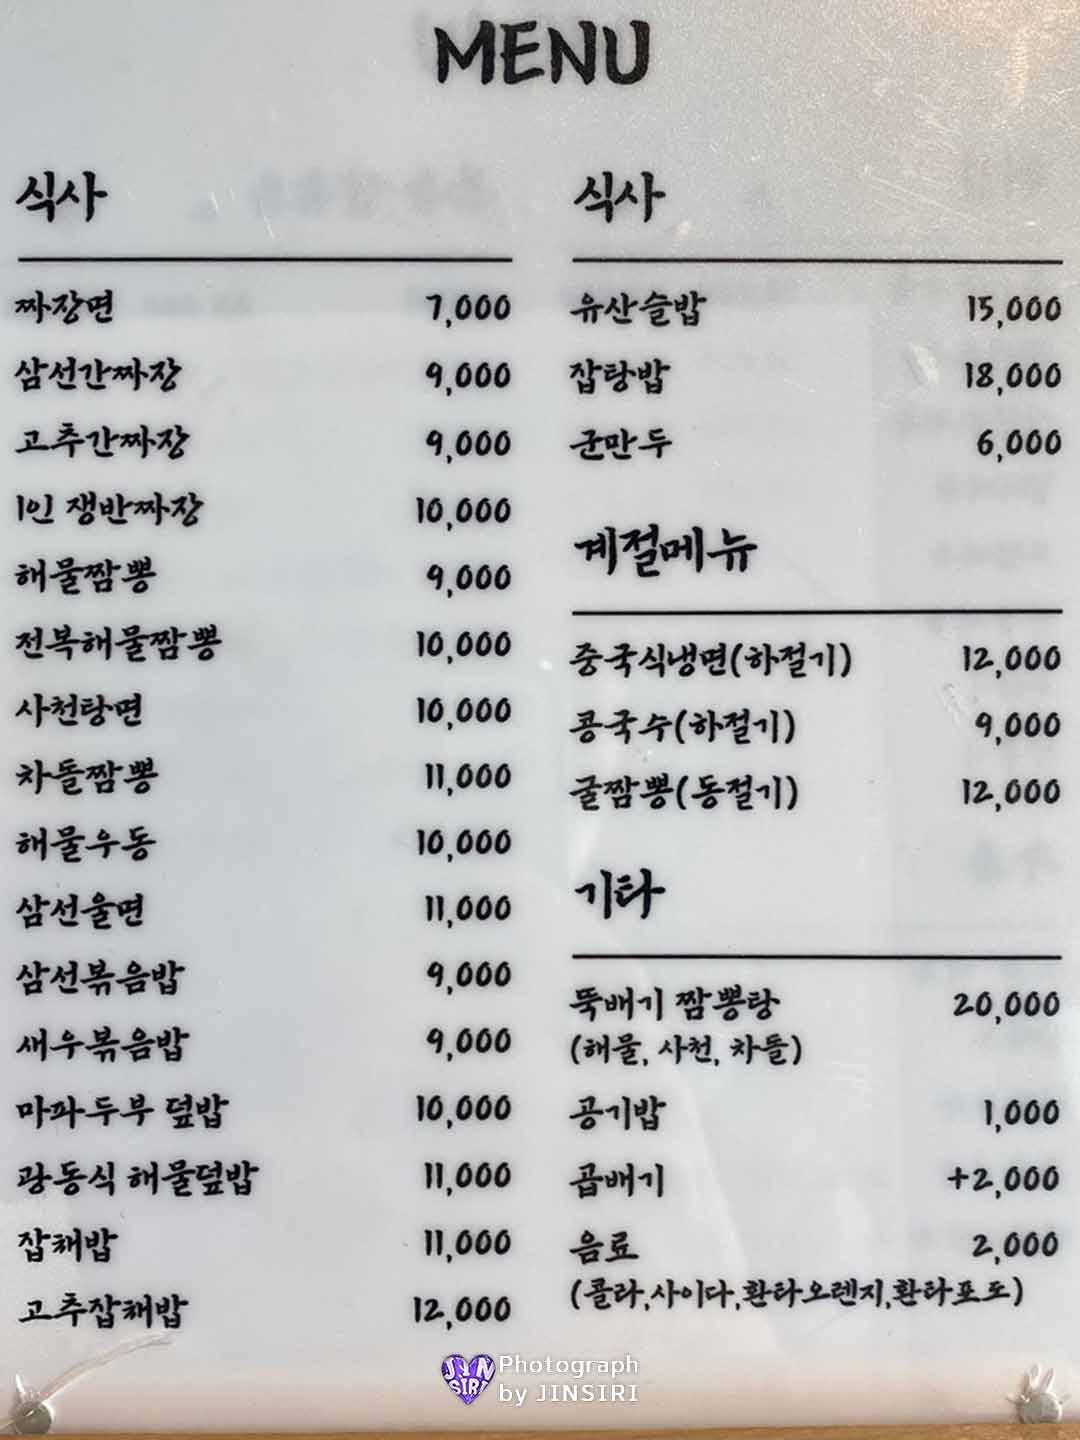 MENU
식사
짜장면 7,000
삼선간짜장 9,000
고추간짜장 9,000
1인 쟁반짜장 10,000
해물짬뽕 9,000
전복해물짬뽕 10,000
사천탕면 10,000
차돌짬뽕 11,000
해물우동 10,000
삼선울면 11,000
삼선볶음밥 9,000
새우볶음밥 9,000
마파두부 덮밥 10,000
광동식 해물덮밥 11,000
잡채밥 11,000
고추잡채밥 12,000
식사
유산슬밥 15,000
잡탕밥 18,000
군만두 6,000
계절메뉴
중국식냉면(하절기) 12,000
콩국수(하절기) 9,000
굴짬뽕(동절기) 12,000
기타
뚝배기 짬뽕탕 20,000
(해물, 사천, 차돌)
공기밥 1,000
곱배기 +2,000
음료 2,000
(콜라,사이다,환타오렌지,환타포도)
JIN SIRI
Photograph
by JINSIRI